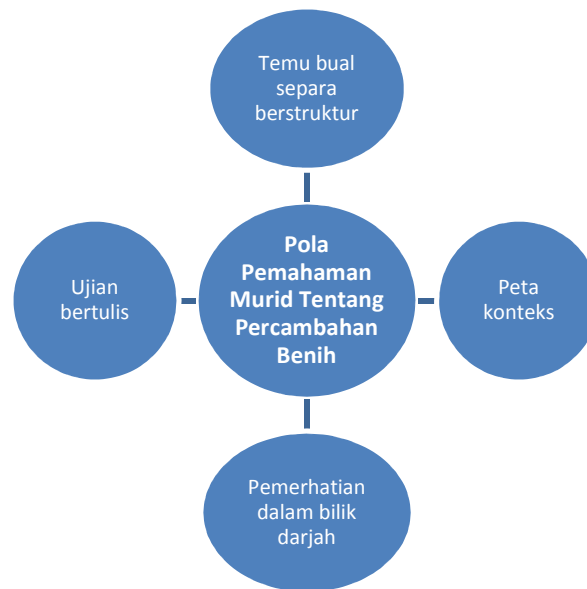 Temu bual
separa
berstruktur
Ujian
bertulis
Pola
Pemahaman
Murid Tentang
Percambahan
Benih
Peta
konteks
Pemerhatian
dalam bilik
darjah